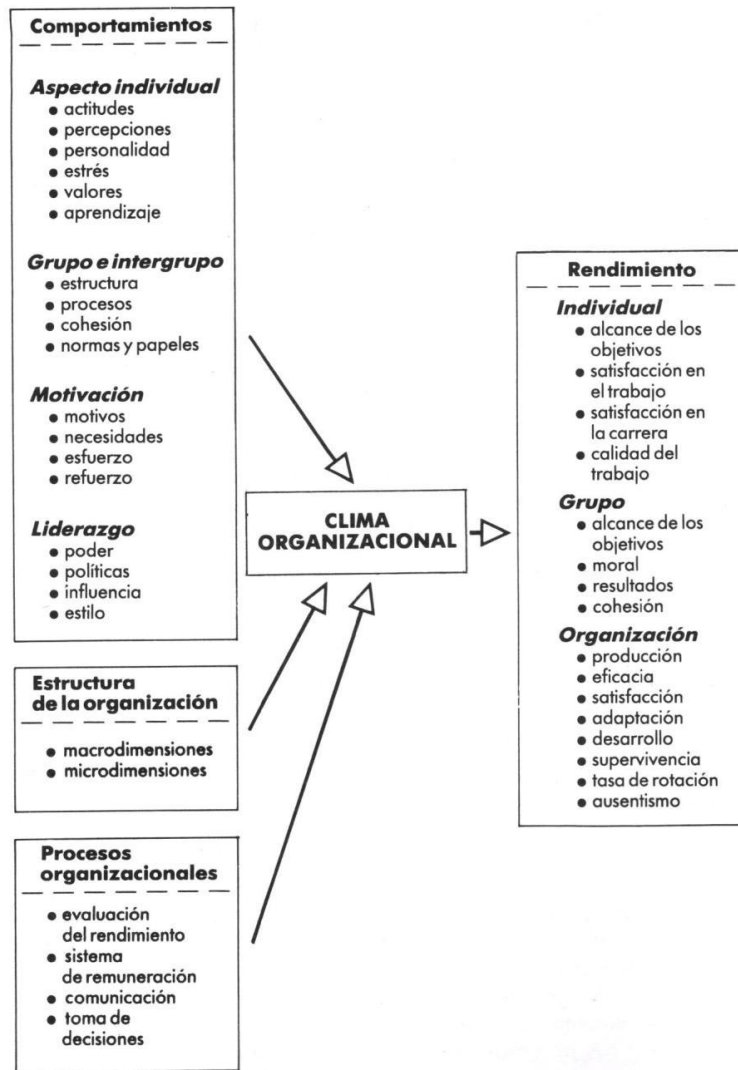 Comportamientos
Aspecto individual
• actitudes
• percepciones
• personalidad
• estrés
• valores
• aprendizaje
Grupo e intergrupo
• estructura
• procesos
• cohesión
• normas y papeles
Motivación
• motivos
• necesidades
• esfuerzo
• refuerzo
Liderazgo
• poder
• políticas
• influencia
• estilo
Estructura
de la organización
• macrodimensiones
• microdimensiones
Procesos
organizacionales
• evaluación
del rendimiento
• sistema
de remuneración
• comunicación
• toma de
decisiones
CLIMA
ORGANIZACIONAL
Rendimiento
Individual
• alcance de los
objetivos
• satisfacción en
el trabajo
• satisfacción en
la carrera
• calidad del
trabajo
Grupo
• alcance de los
objetivos
• moral
• resultados
• cohesión
Organización
• producción
• eficacia
• satisfacción
• adaptación
• desarrollo
• supervivencia
• tasa de rotación
• ausentismo